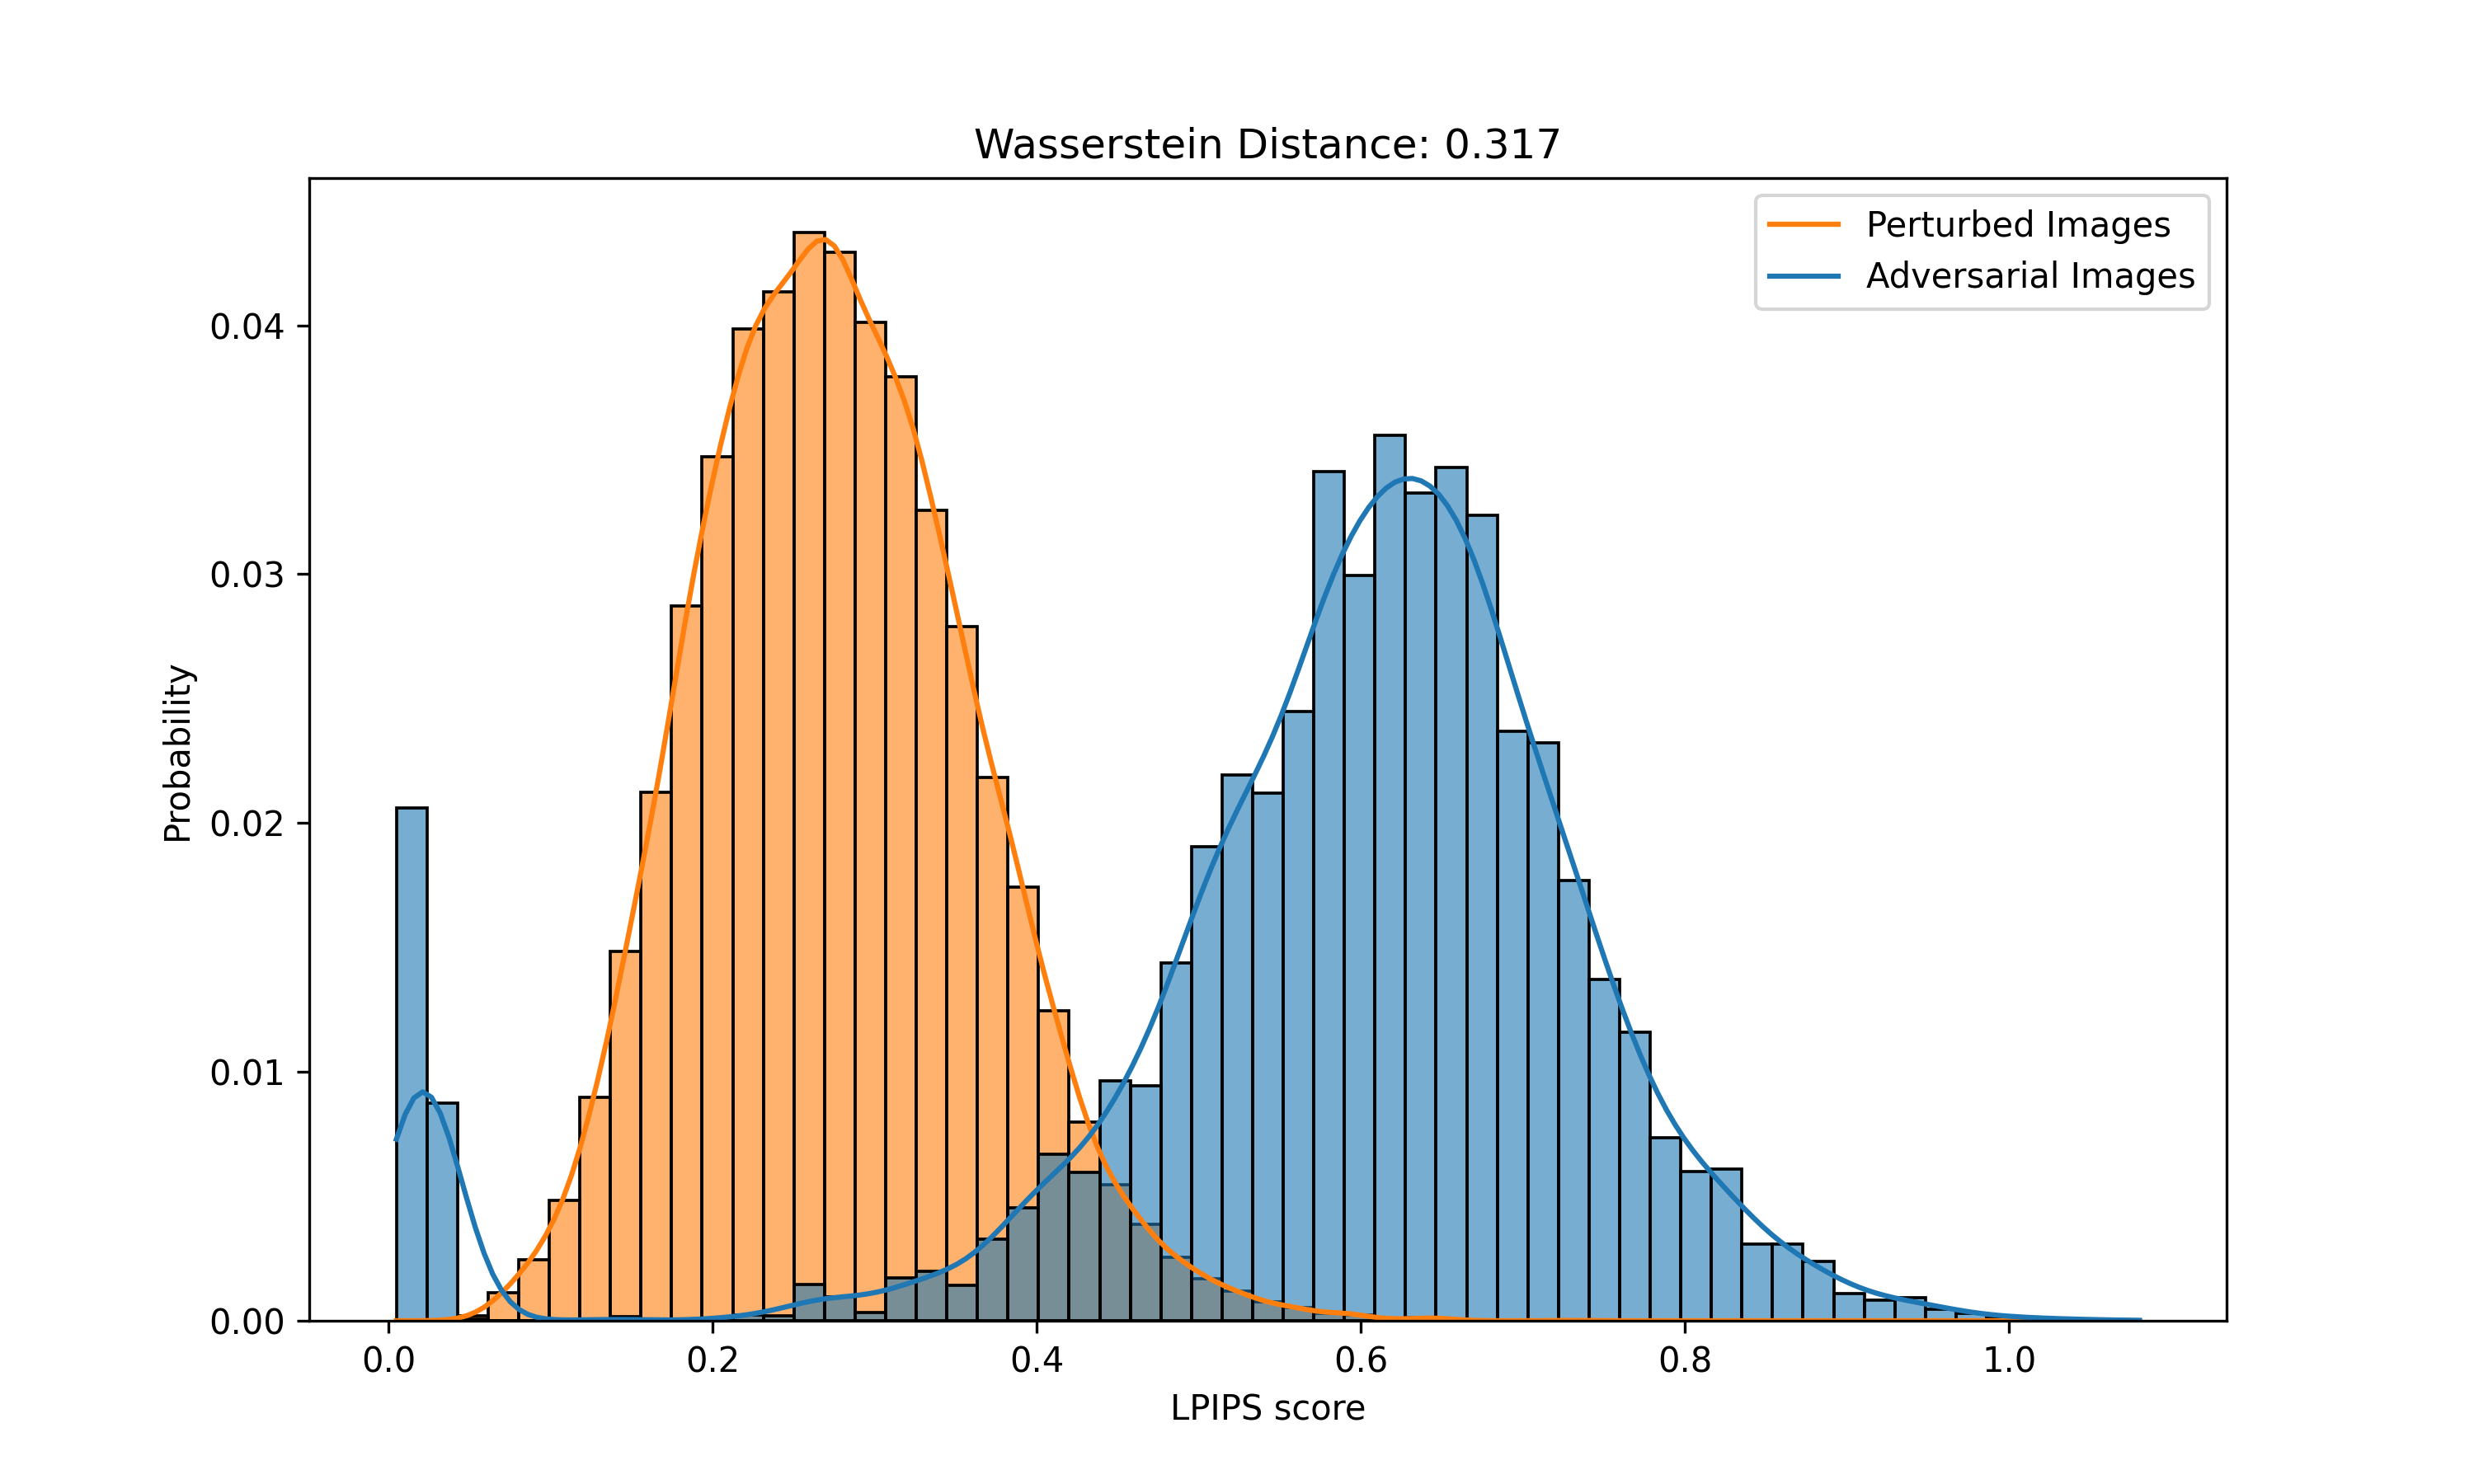 Wasserstein Distance: 0.317
Perturbed Images
Adversarial Images
Probability
0.04
0.03
0.02
0.01
0.00
0.0 0.2 0.4 0.6 0.8 1.0
LPIPS score